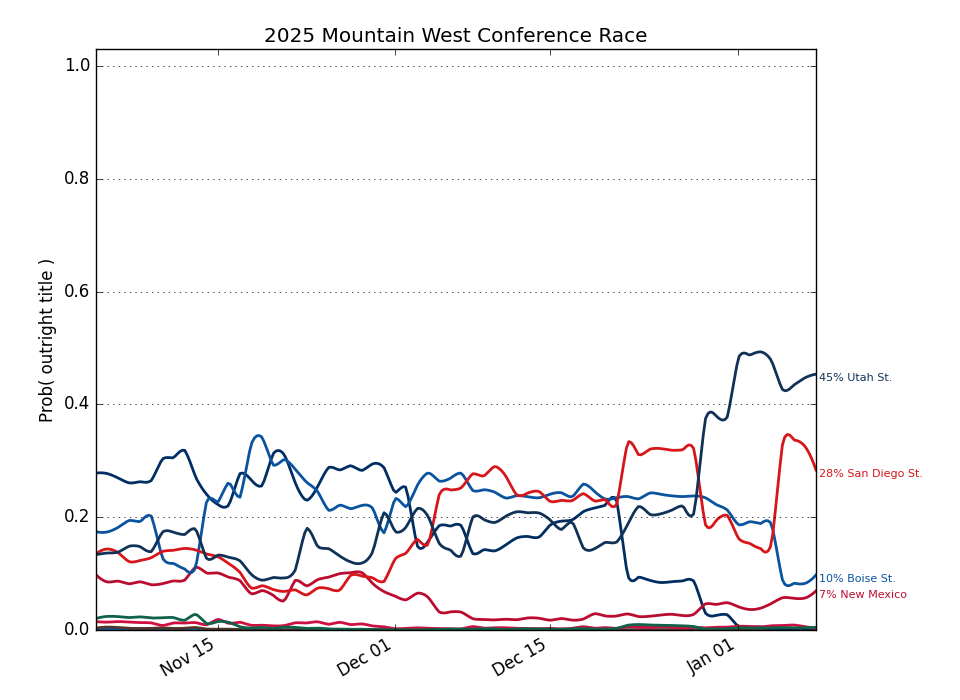 2025 Mountain West Conference Race
1.0
0.8
0.6
0.4
0.2
0.0
Prob( outright title )
45% Utah St.
28% San Diego St.
10% Boise St.
7% New Mexico
Nov 15
Dec 01
Dec 15
Jan 01